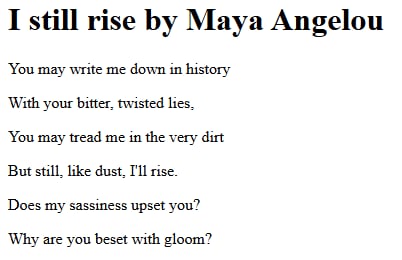 I still rise by Maya Angelou
You may write me down in history
With your bitter, twisted lies,
You may tread me in the very dirt
But still, like dust, I'll rise.
Does my sassiness upset you?
Why are you beset with gloom?